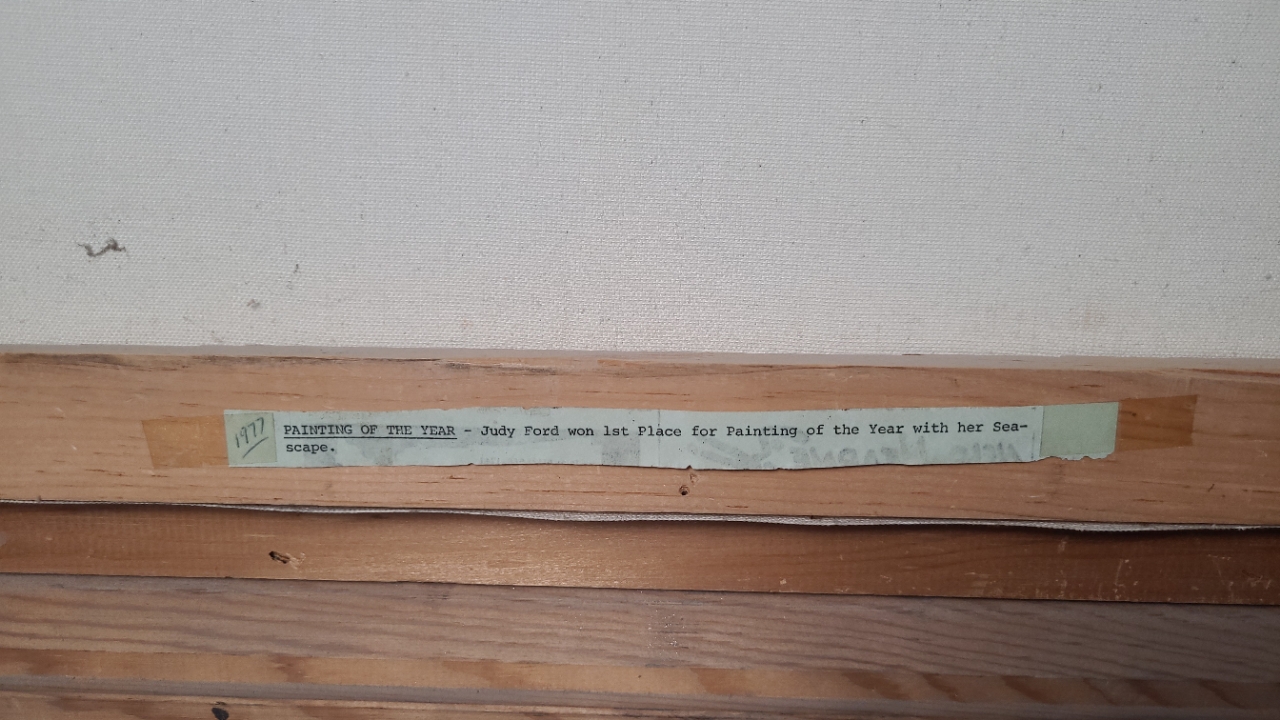 1977
PAINTING OF THE YEAR - Judy Ford won 1st Place for Painting of the Year with her Sea-
scape.